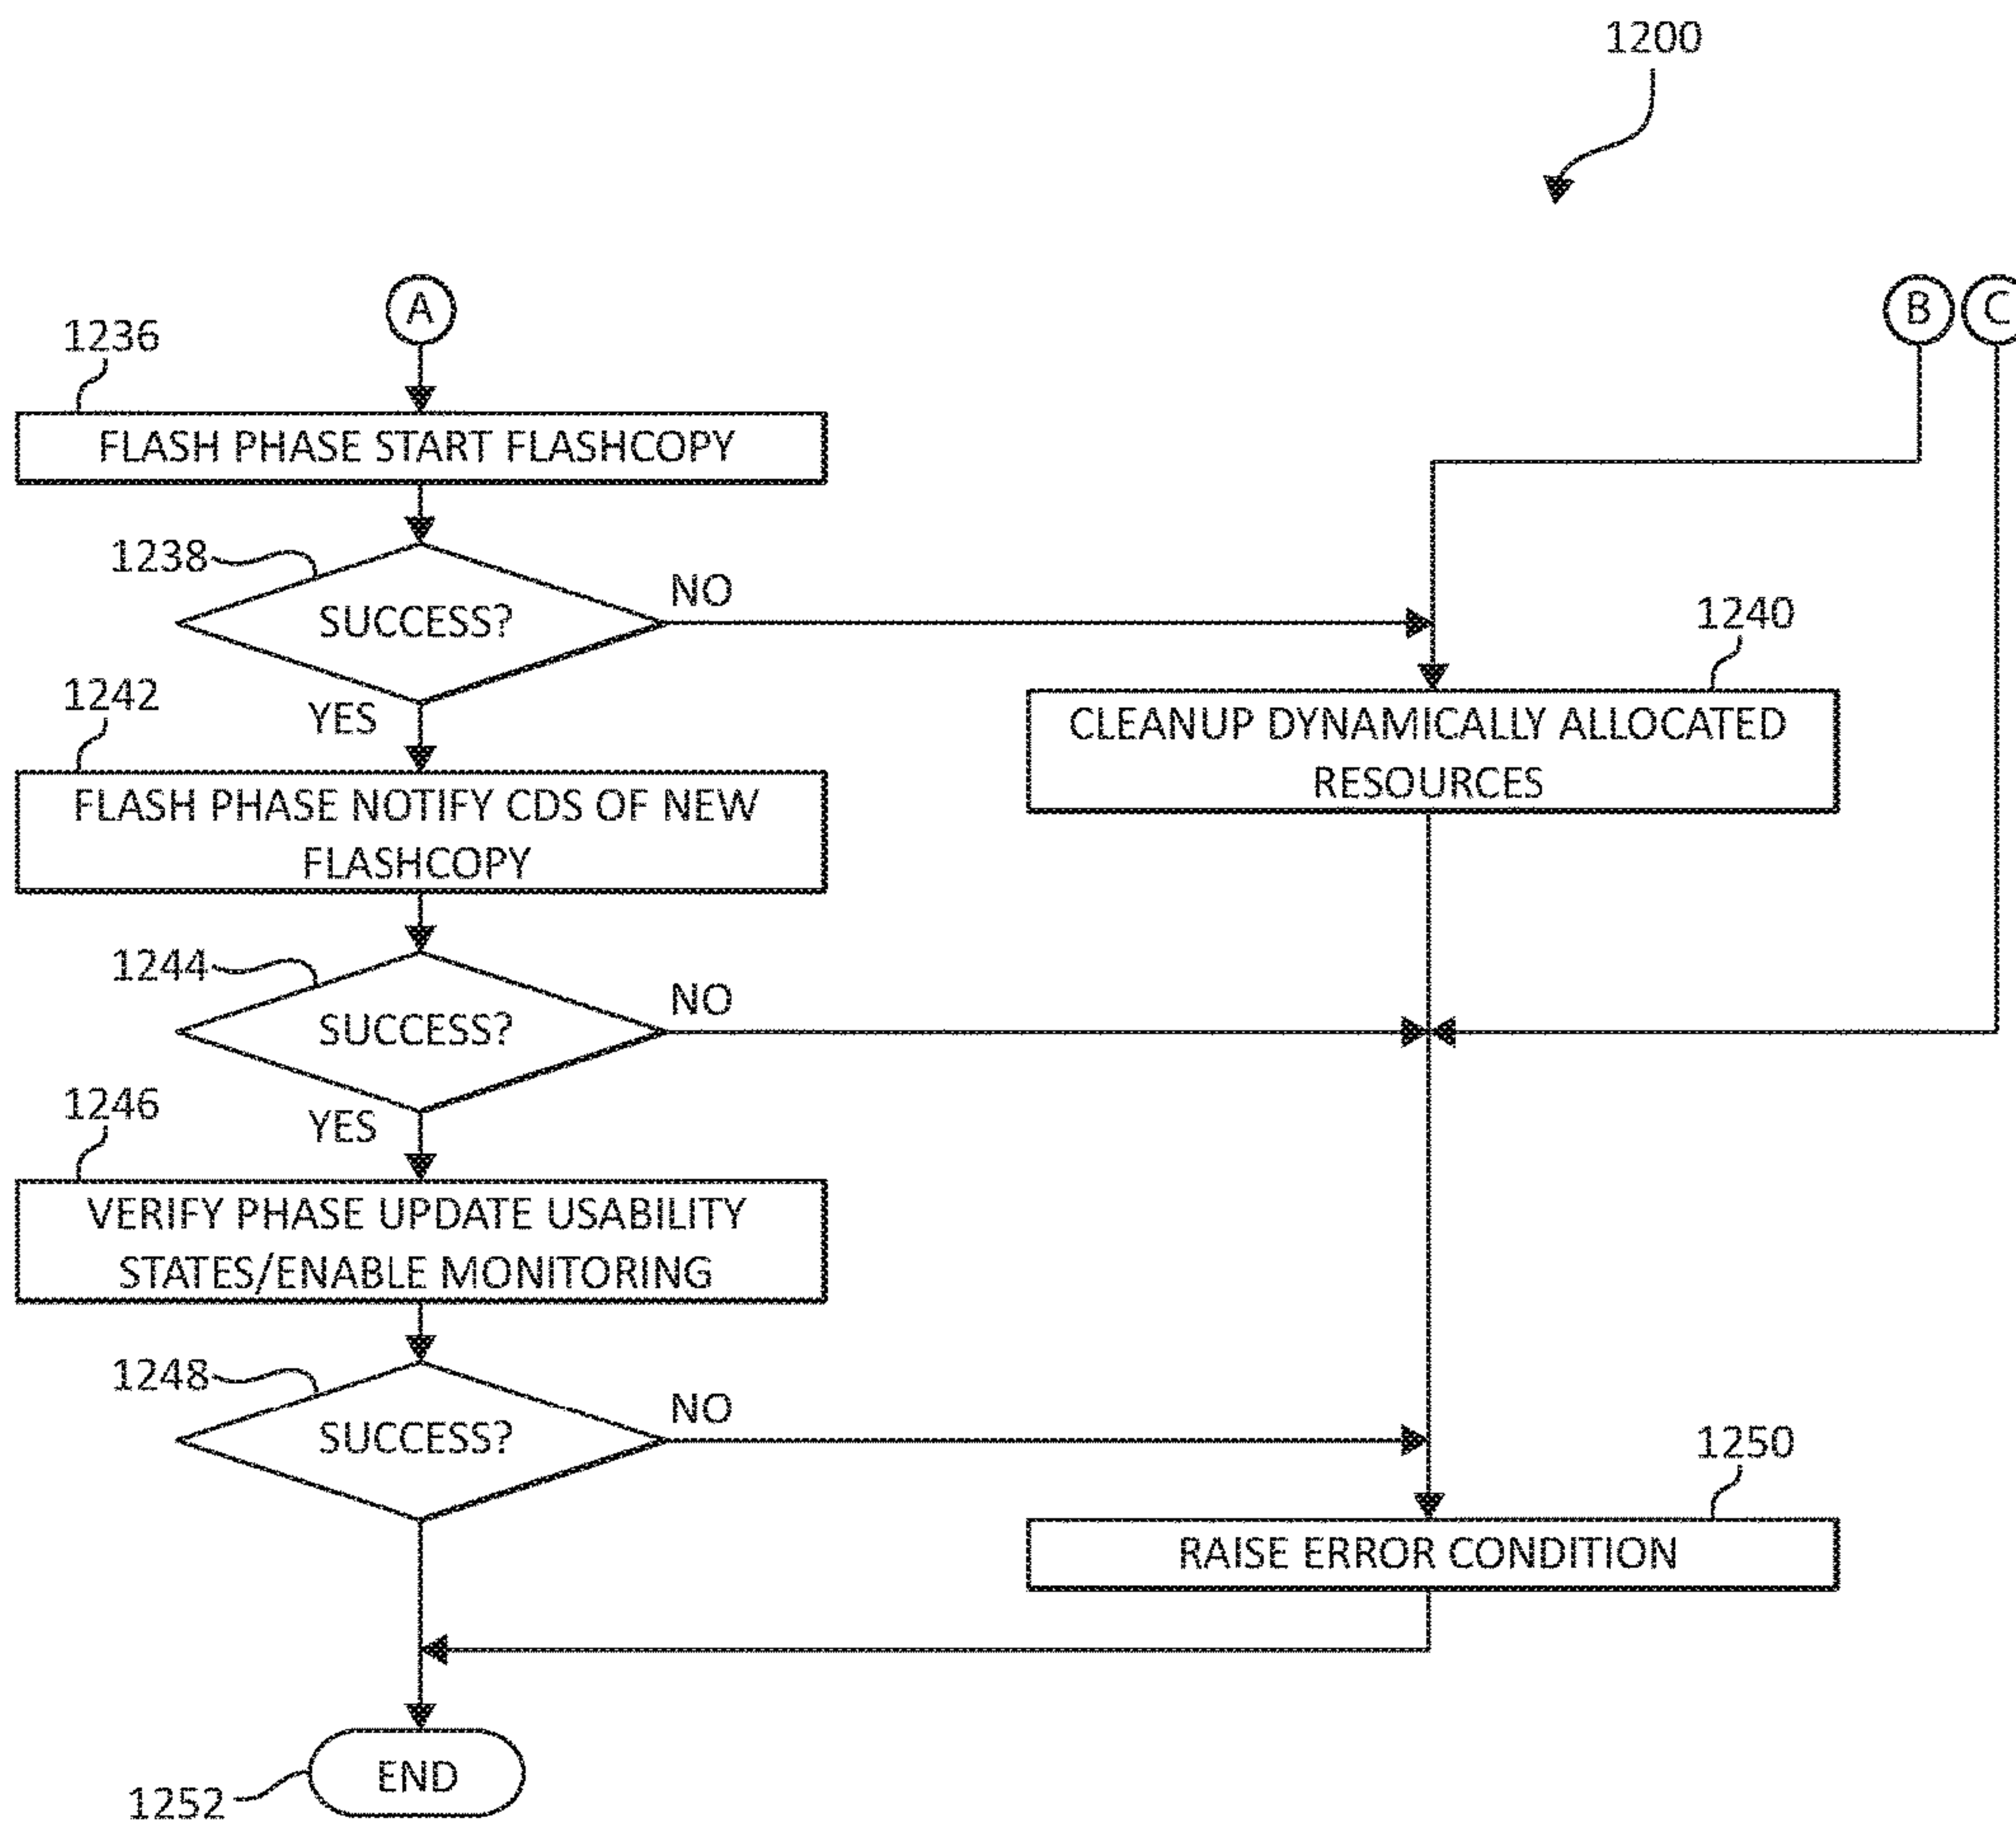 1200
A
B
C
1236
FLASH PHASE START FLASHCOPY
1238
SUCCESS?
NO
YES
1240
CLEANUP DYNAMICALLY ALLOCATED
RESOURCES
1242
FLASH PHASE NOTIFY CDS OF NEW
FLASHCOPY
1244
SUCCESS?
NO
YES
1246
VERIFY PHASE UPDATE USABILITY
STATES/ENABLE MONITORING
1248
SUCCESS?
NO
1250
RAISE ERROR CONDITION
END
1252